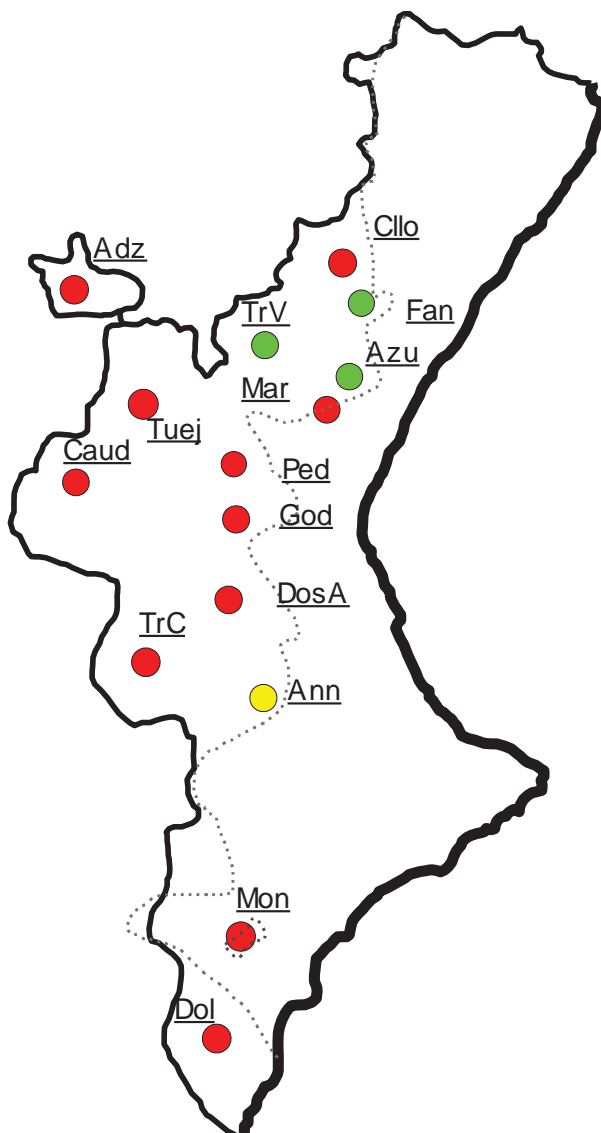 Cllo
Adz
Fan
TrV
Azu
Mar
Tuej
Caud
Ped
God
DosA
TrC
Ann
Mon
Dol